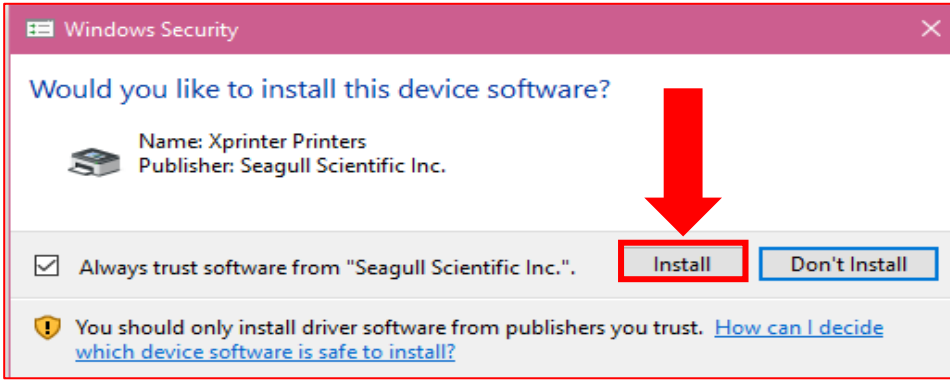 Windows Security
Would you like to install this device software?
Name: Xprinter Printers
Publisher: Seagull Scientific Inc.
Always trust software from "Seagull Scientific Inc.".
Install
Don't Install
You should only install driver software from publishers you trust. How can I decide
which device software is safe to install?